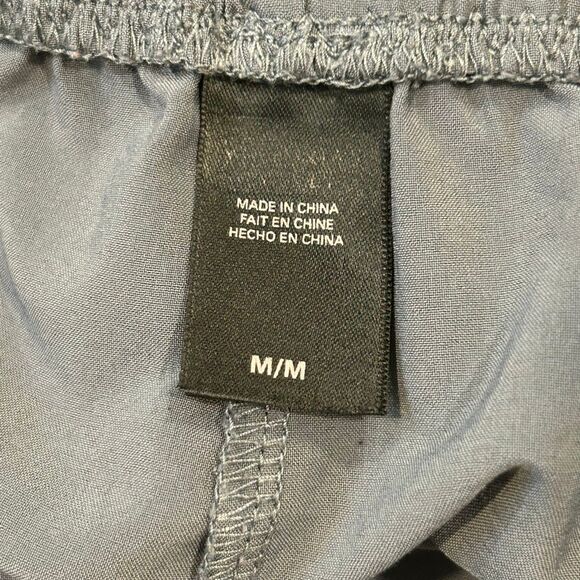 MADE IN CHINA
FAIT EN CHINE
HECHO EN CHINA
M/M